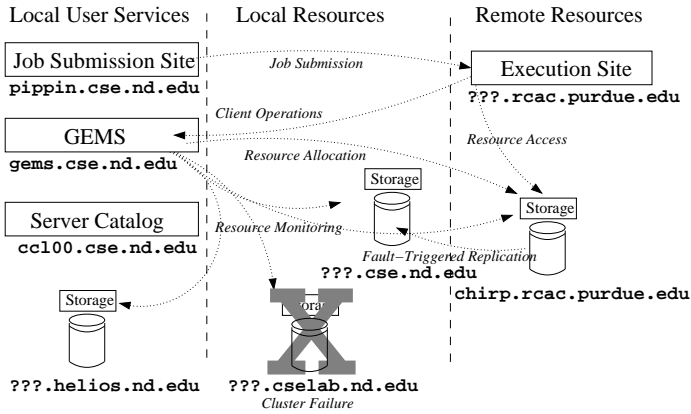 Local User Services
Local Resources
Remote Resources
Job Submission Site
pippin.cse.nd.edu
Job Submission
Execution Site
???.rcac.purdue.edu
Client Operations
GEMS
gems.cse.nd.edu
Resource Access
Resource Allocation
Storage
Storage
Server Catalog
ccl00.cse.nd.edu
Resource Monitoring
Fault-Triggered Replication
???.cse.nd.edu
chirp.rcac.purdue.edu
Storage
Storage
???.helios.nd.edu
???.cselab.nd.edu
Cluster Failure